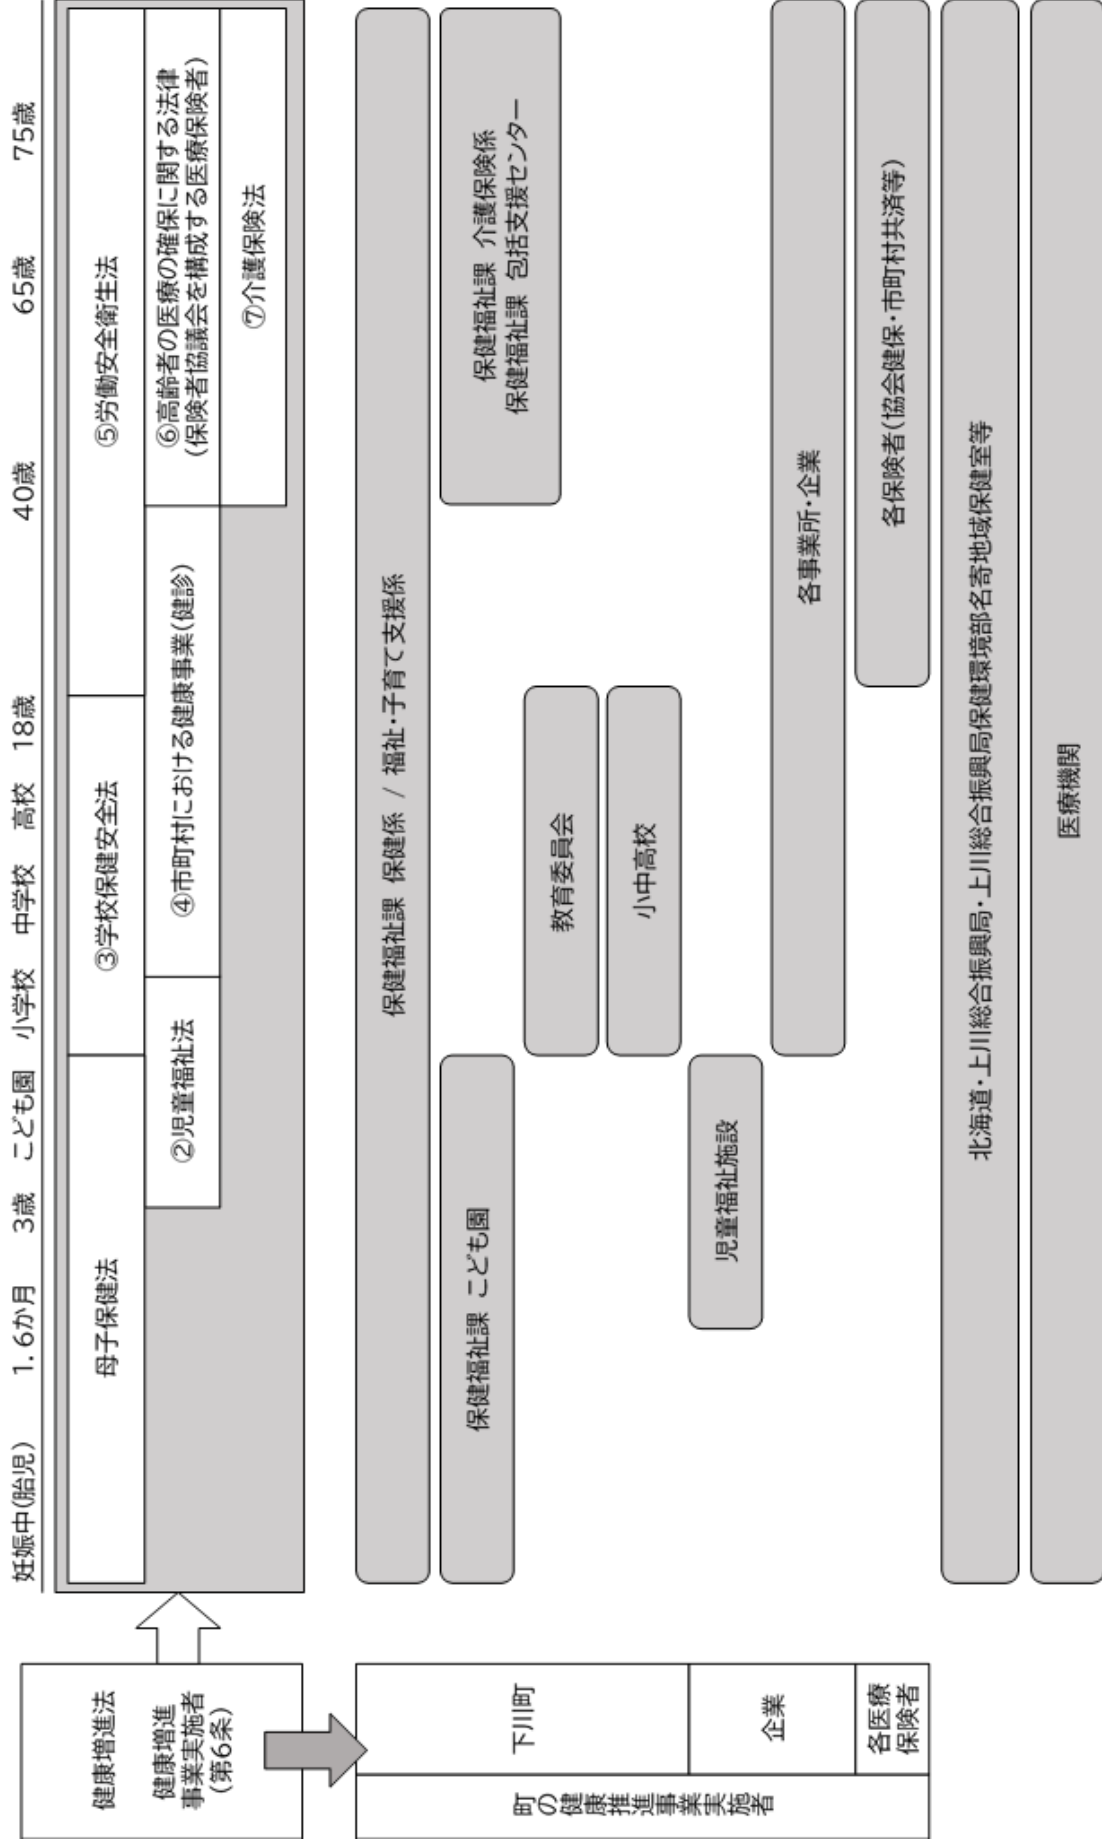 妊娠中(胎児) 1.6か月 3歳 こども園 小学校 中学校 高校 18歳 40歳 65歳 75歳
健康増進法
健康増進
事業実施者
(第6条)
母子保健法
③学校保健安全法
⑤労働安全衛生法
②児童福祉法
④市町村における健康事業(健診)
⑥高齢者の医療の確保に関する法律
(保険者協議会を構成する医療保険者)
⑦介護保険法
町の健康推進事業実施者
下川町
企業
各医療
保険者
保健福祉課 保健係 / 福祉・子育て支援係
保健福祉課 こども園
保健福祉課 介護保険係
保健福祉課 包括支援センター
教育委員会
小中高校
児童福祉施設
各事業所・企業
各保険者(協会健保・市町村共済等)
北海道・上川総合振興局・上川総合振興局保健環境部名寄地域保健室等
医療機関